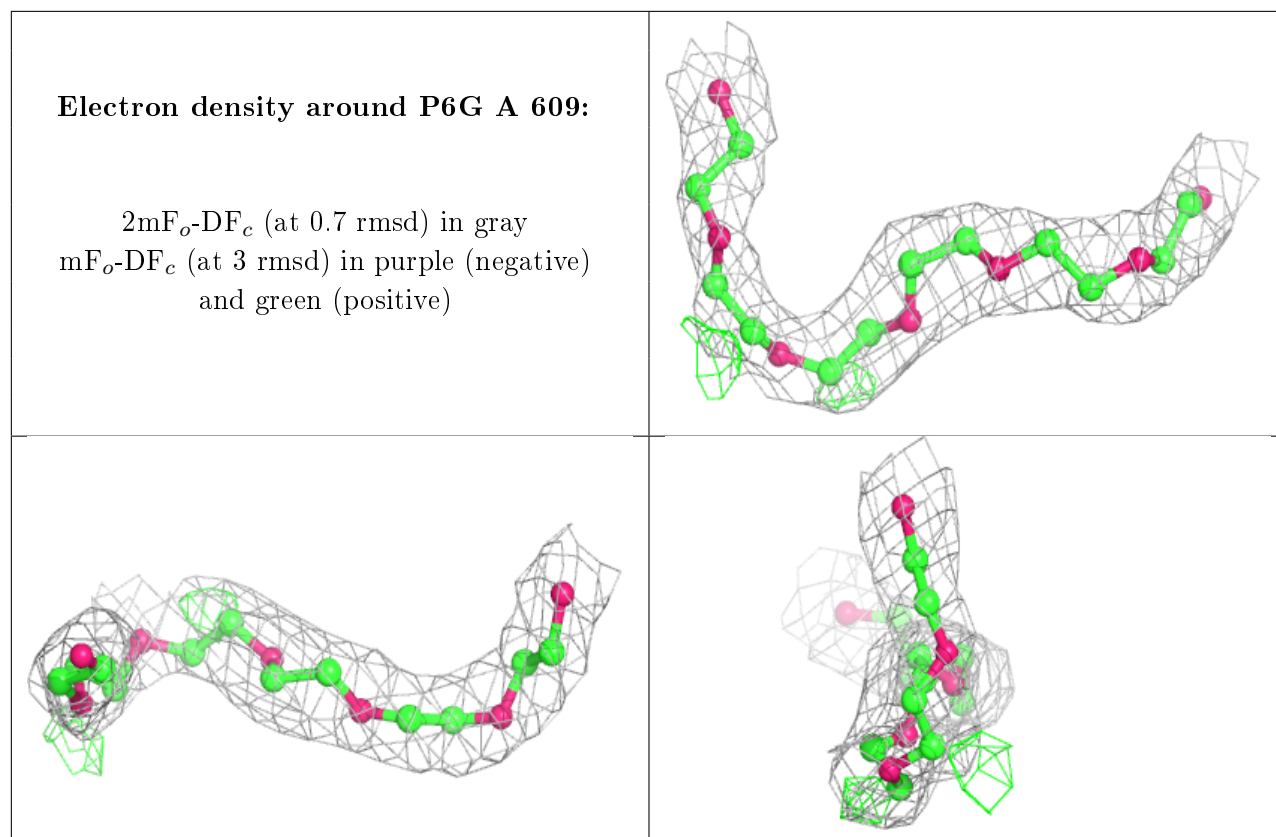 Electron density around P6G A 609:
2mFₒ-DF𝒸 (at 0.7 rmsd) in gray
mFₒ-DF𝒸 (at 3 rmsd) in purple (negative)
and green (positive)